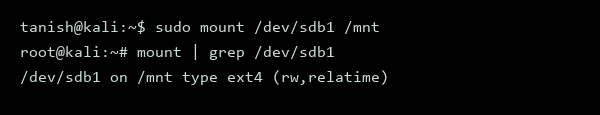 tanish@kali:~$ sudo mount /dev/sdb1 /mnt
root@kali:~# mount | grep /dev/sdb1
/dev/sdb1 on /mnt type ext4 (rw,relatime)